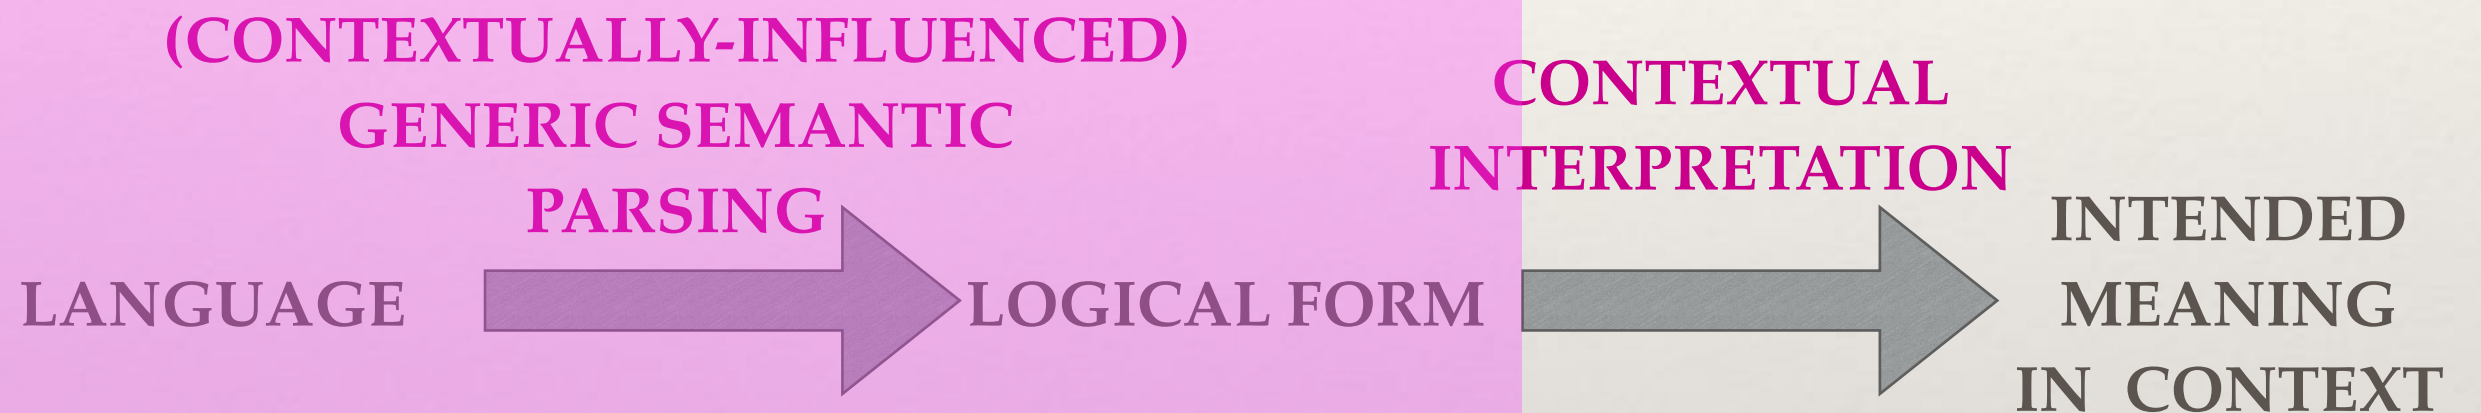 (CONTEXTUALLY-INFLUENCED)
GENERIC SEMANTIC
PARSING
LANGUAGE
LOGICAL FORM
CONTEXTUAL
INTERPRETATION
INTENDED
MEANING
IN CONTEXT